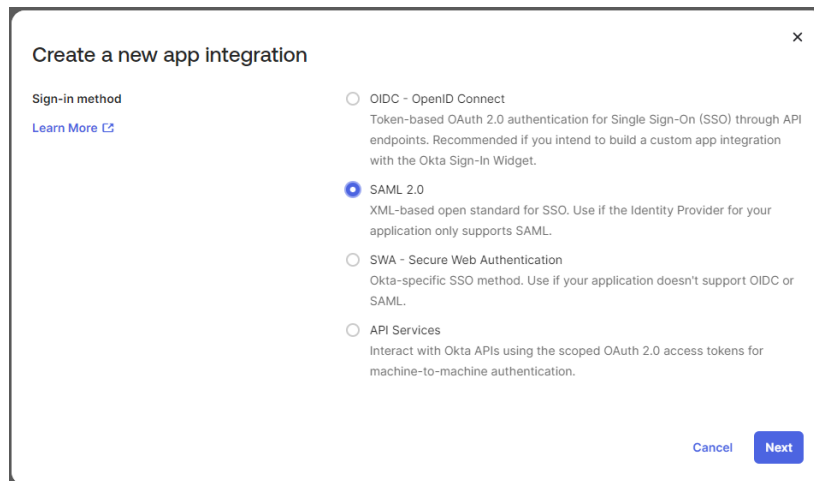 Create a new app integration
Sign-in method
Learn More
OIDC - OpenID Connect
Token-based OAuth 2.0 authentication for Single Sign-On (SSO) through API
endpoints. Recommended if you intend to build a custom app integration
with the Okta Sign-In Widget.
SAML 2.0
XML-based open standard for SSO. Use if the Identity Provider for your
application only supports SAML.
SWA - Secure Web Authentication
Okta-specific SSO method. Use if your application doesn't support OIDC or
SAML.
API Services
Interact with Okta APIs using the scoped OAuth 2.0 access tokens for
machine-to-machine authentication.
Cancel
Next